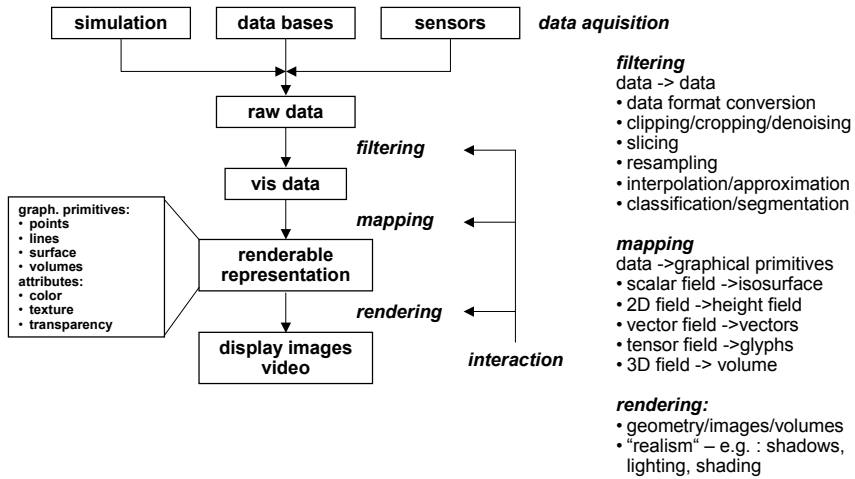 simulation
data bases
sensors
data aquisition
raw data
filtering
vis data
mapping
graph. primitives:
• points
• lines
• surface
• volumes
attributes:
• color
• texture
• transparency
renderable
representation
rendering
display images
video
interaction
filtering
data -> data
• data format conversion
• clipping/cropping/denoising
• slicing
• resampling
• interpolation/approximation
• classification/segmentation
mapping
data ->graphical primitives
• scalar field ->isosurface
• 2D field ->height field
• vector field ->vectors
• tensor field ->glyphs
• 3D field -> volume
rendering:
• geometry/images/volumes
• “realism“ – e.g. : shadows,
lighting, shading